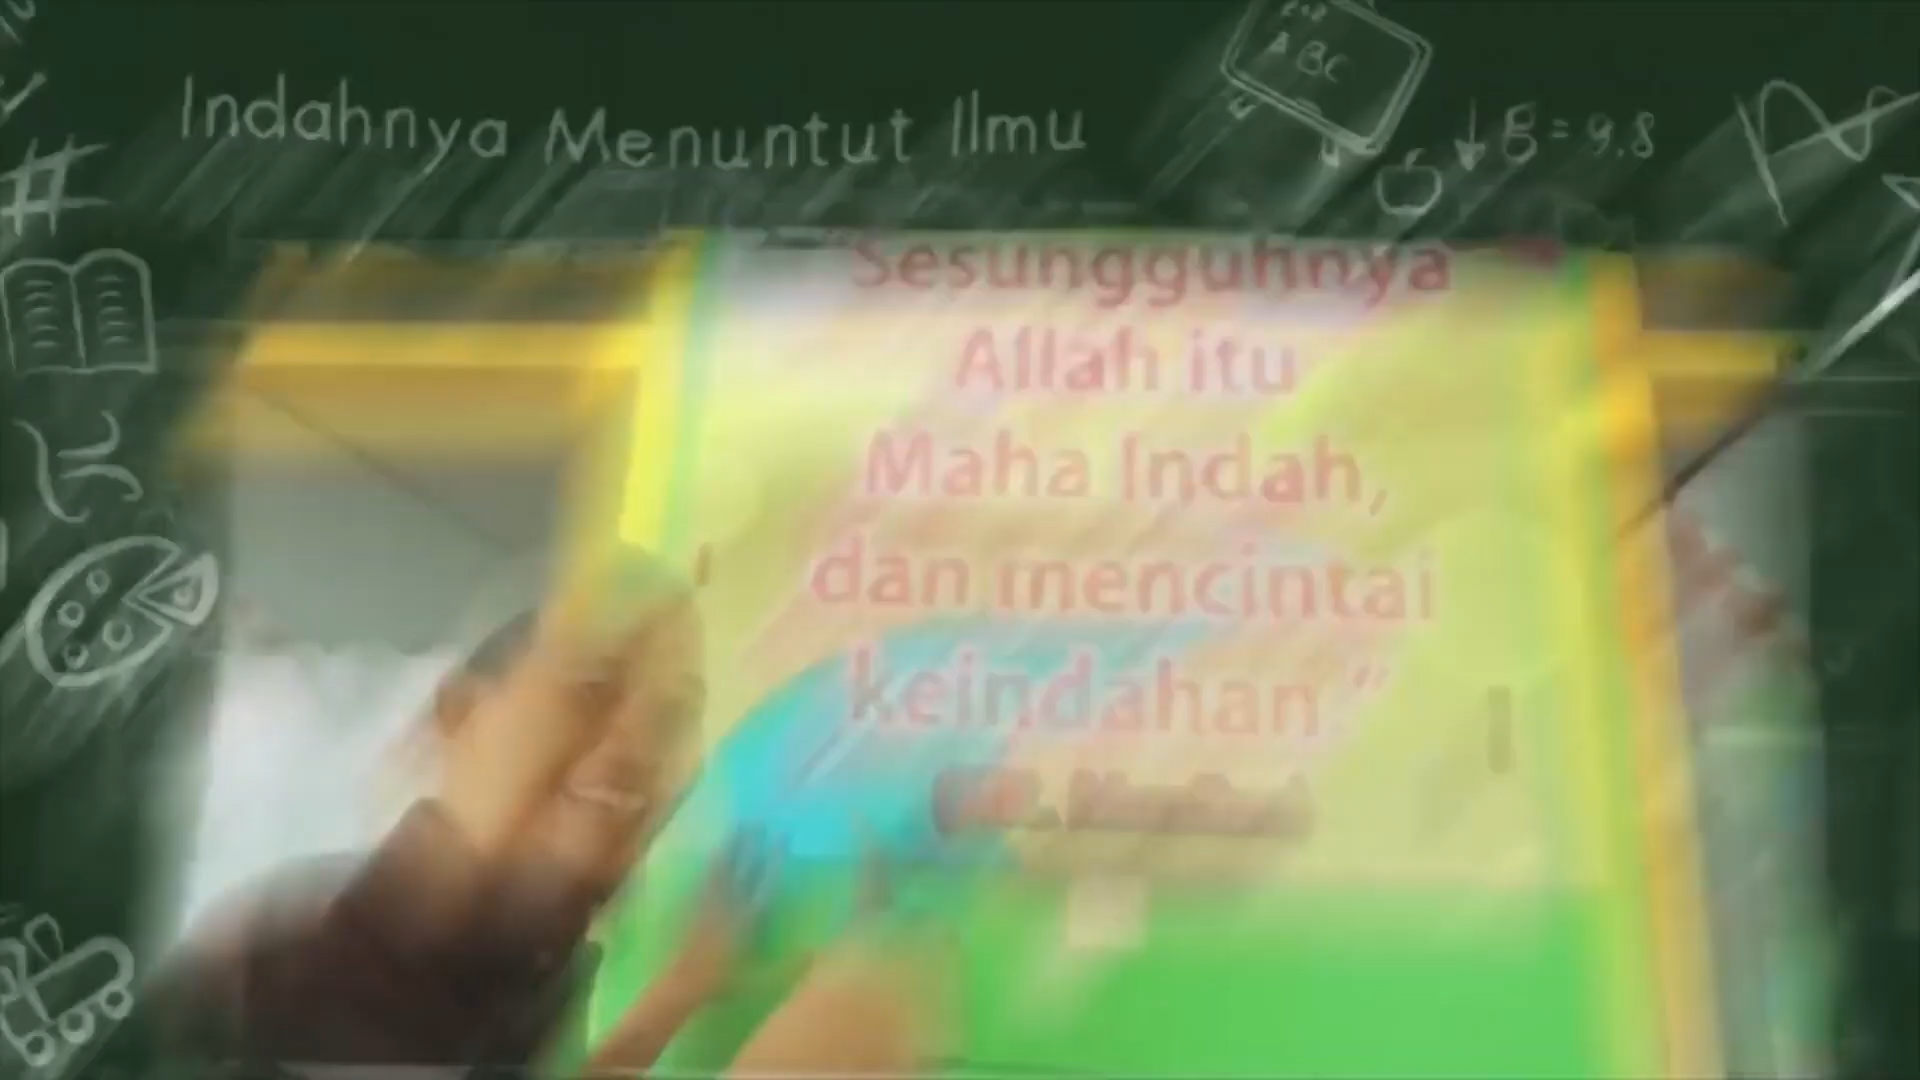 Indahnya Menuntut Ilmu
ABC
g = 9.8
"Sesungguhnya
Allah itu
Maha Indah,
dan mencintai
keindahan"